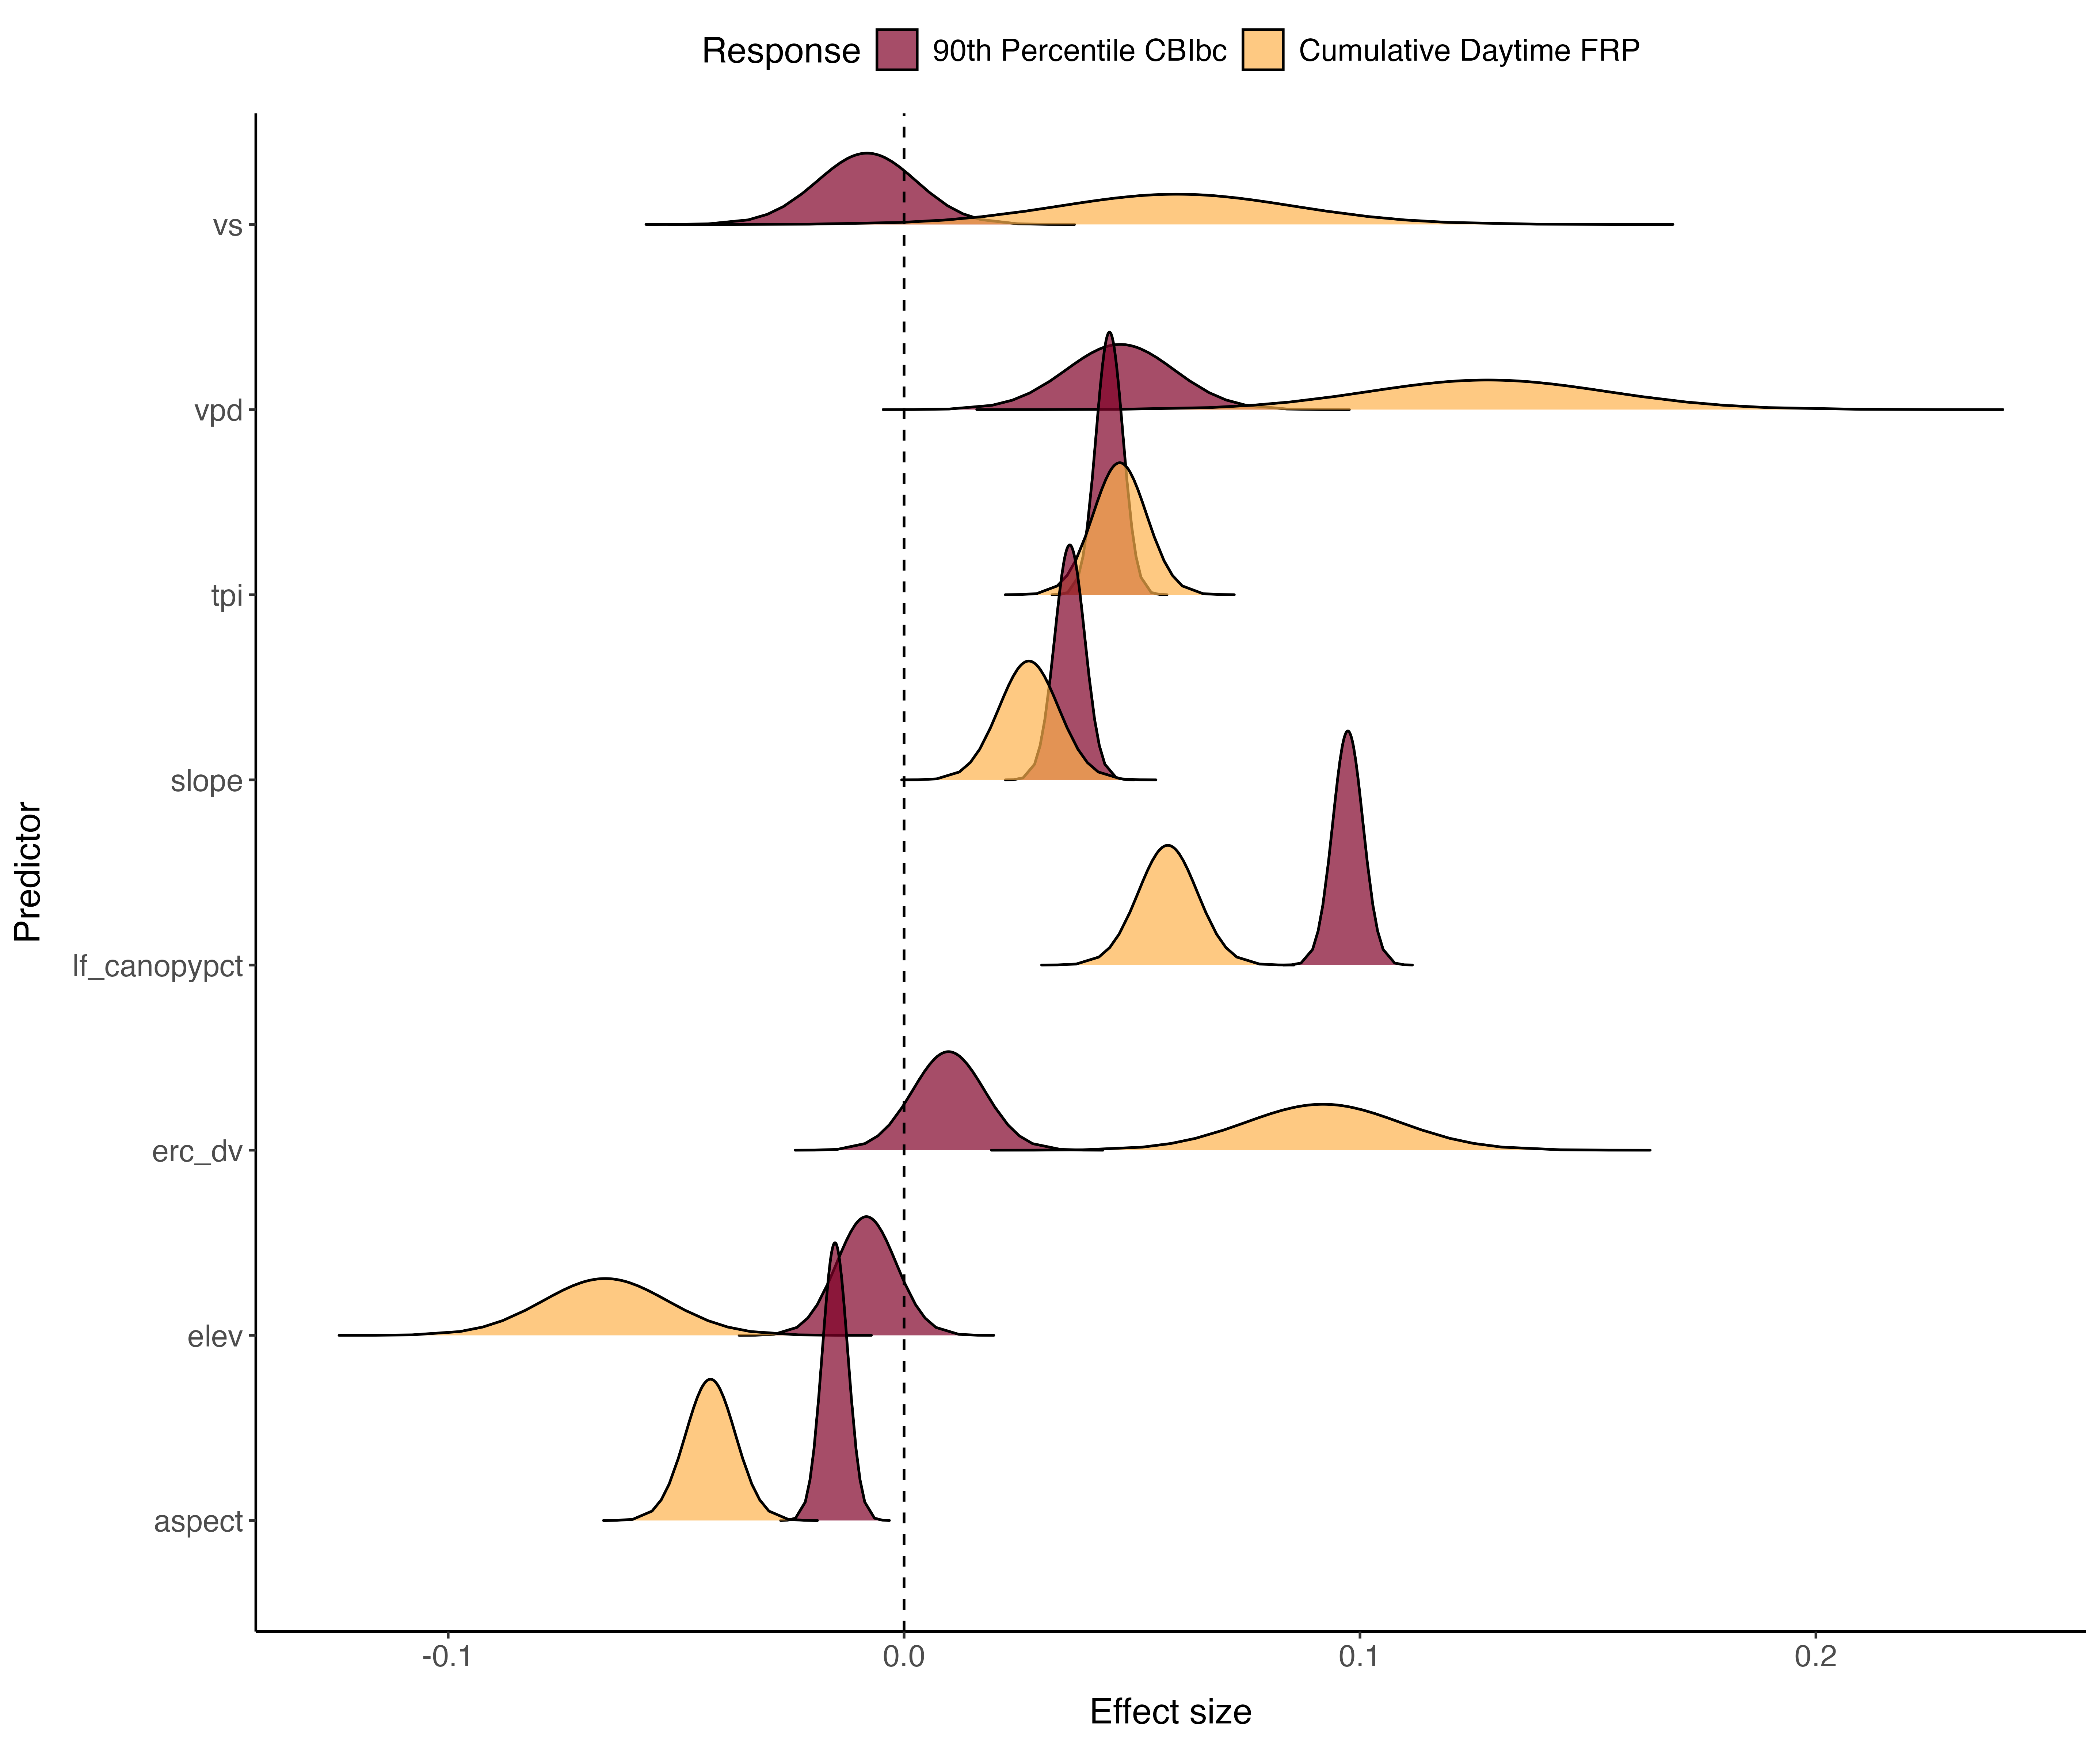 Response 90th Percentile CBIbc Cumulative Daytime FRP
Predictor
vs
vpd
tpi
slope
lf_canopypct
erc_dv
elev
aspect
-0.1 0.0 0.1 0.2
Effect size